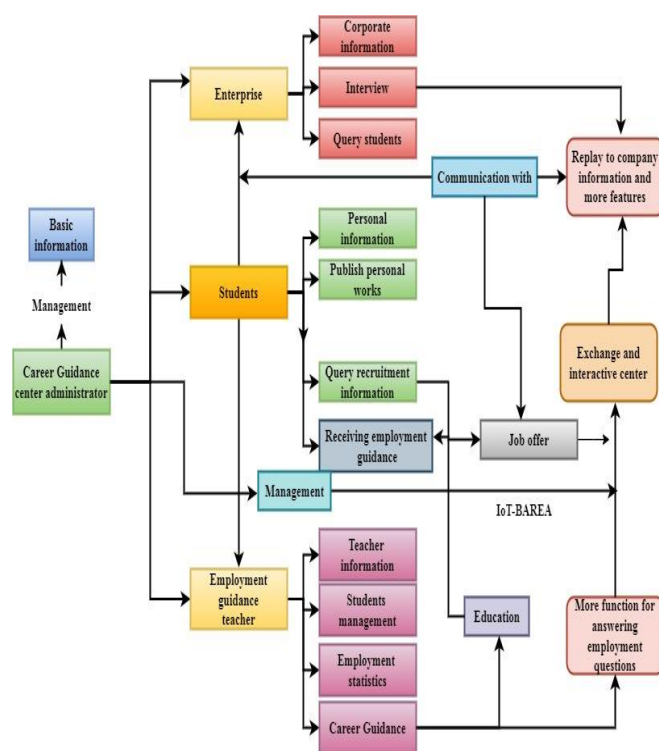 Corporate
information
Enterprise
Interview
Query students
Communication with
Replay to company
information and
more features
Basic
information
Personal
information
Management
Students
Publish personal
works
Career Guidance
center administrator
Query recruitment
information
Exchange and
interactive center
Receiving employment
guidance
Job offer
Management
IoT-BAREA
Teacher
information
Employment
guidance
teacher
Students
management
Education
More function for
answering
employment
questions
Employment
statistics
Career Guidance